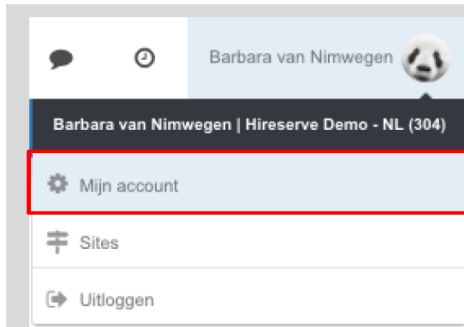 Barbara van Nimwegen
Barbara van Nimwegen | Hireserve Demo - NL (304)
Mijn account
Sites
Uitloggen